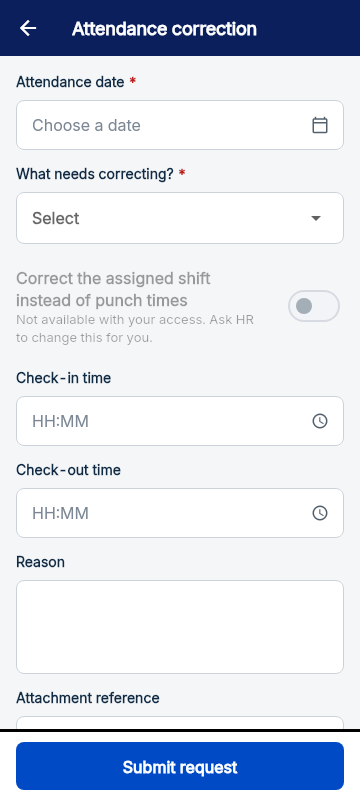 Attendance correction
Attendance date *
Choose a date
What needs correcting? *
Select
Correct the assigned shift
instead of punch times
Not available with your access. Ask HR
to change this for you.
Check-in time
HH:MM
Check-out time
HH:MM
Reason
Attachment reference
Submit request